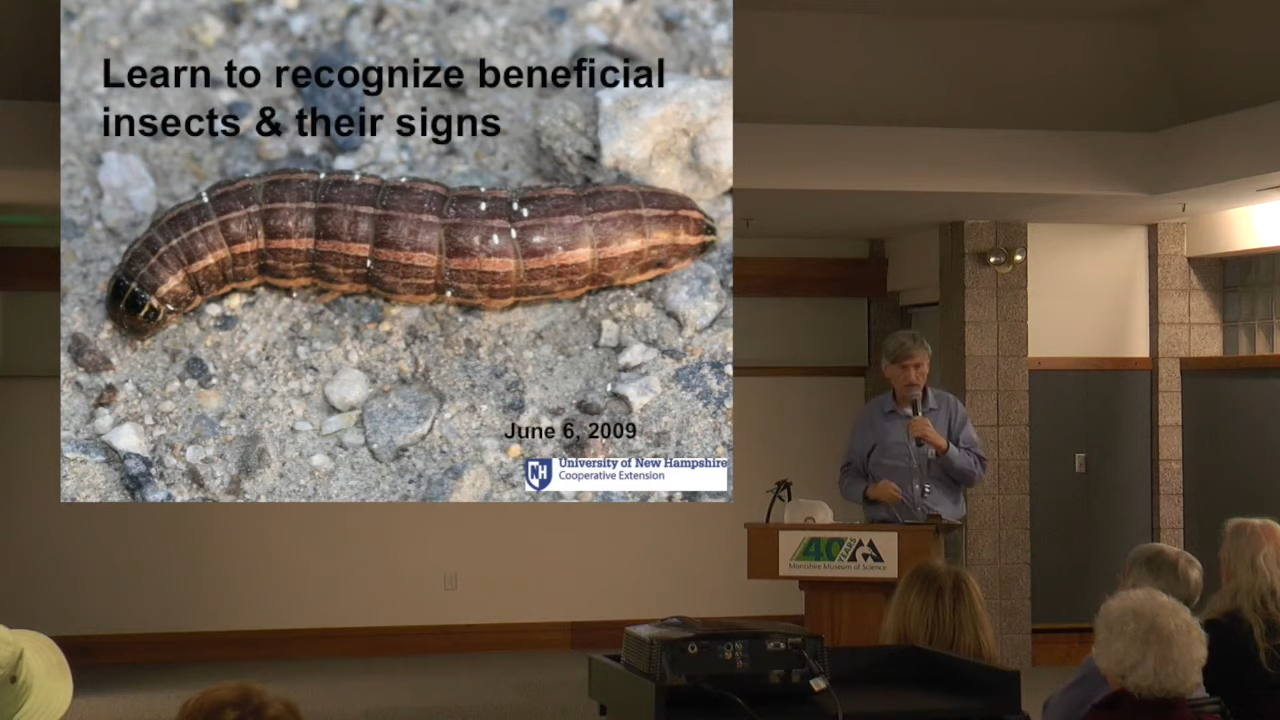 Learn to recognize beneficial
insects & their signs
June 6, 2009
NH
University of New Hampshire
Cooperative Extension
40 YEARS
Montshire Museum of Science